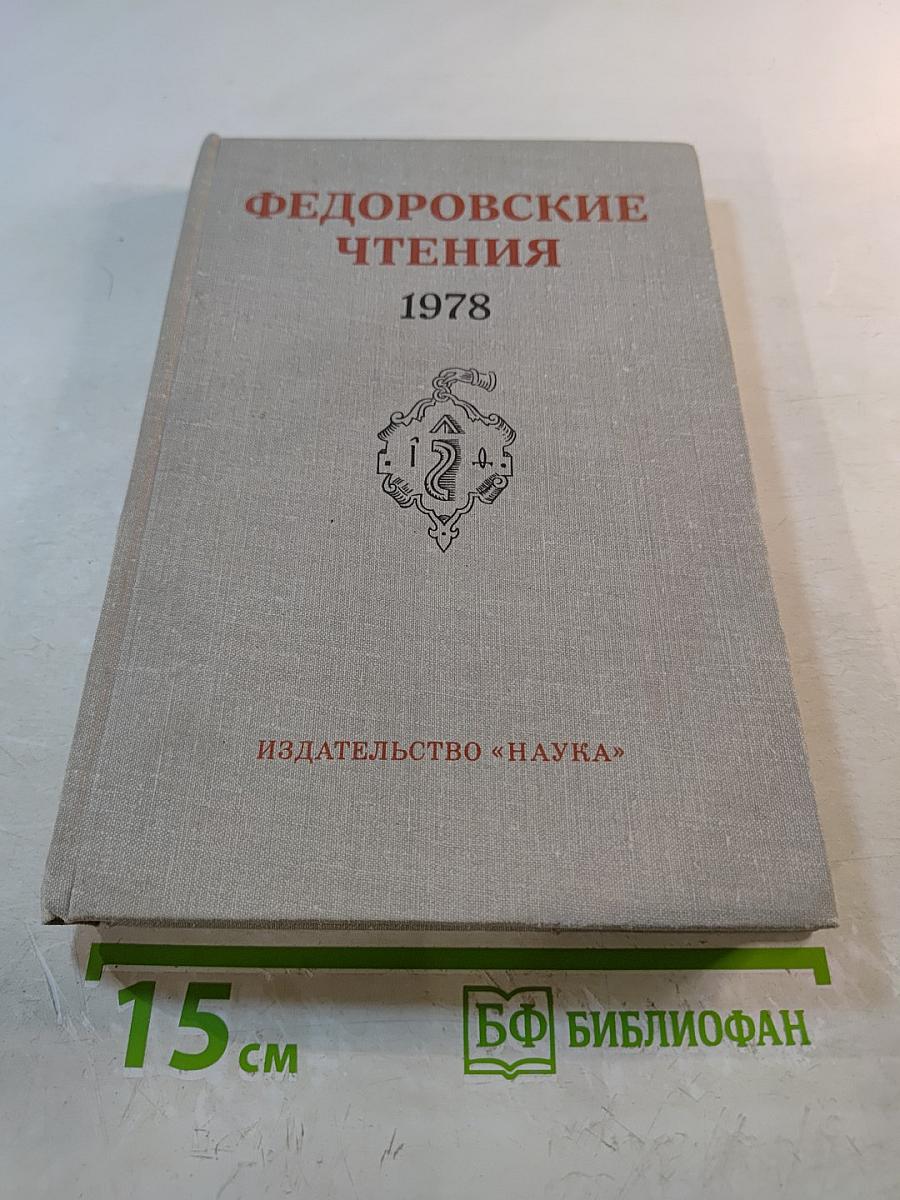 ФЕДОРОВСКИЕ
ЧТЕНИЯ
1978
ИЗДАТЕЛЬСТВО «НАУКА»
15 см
БФ БИБЛИОФАН